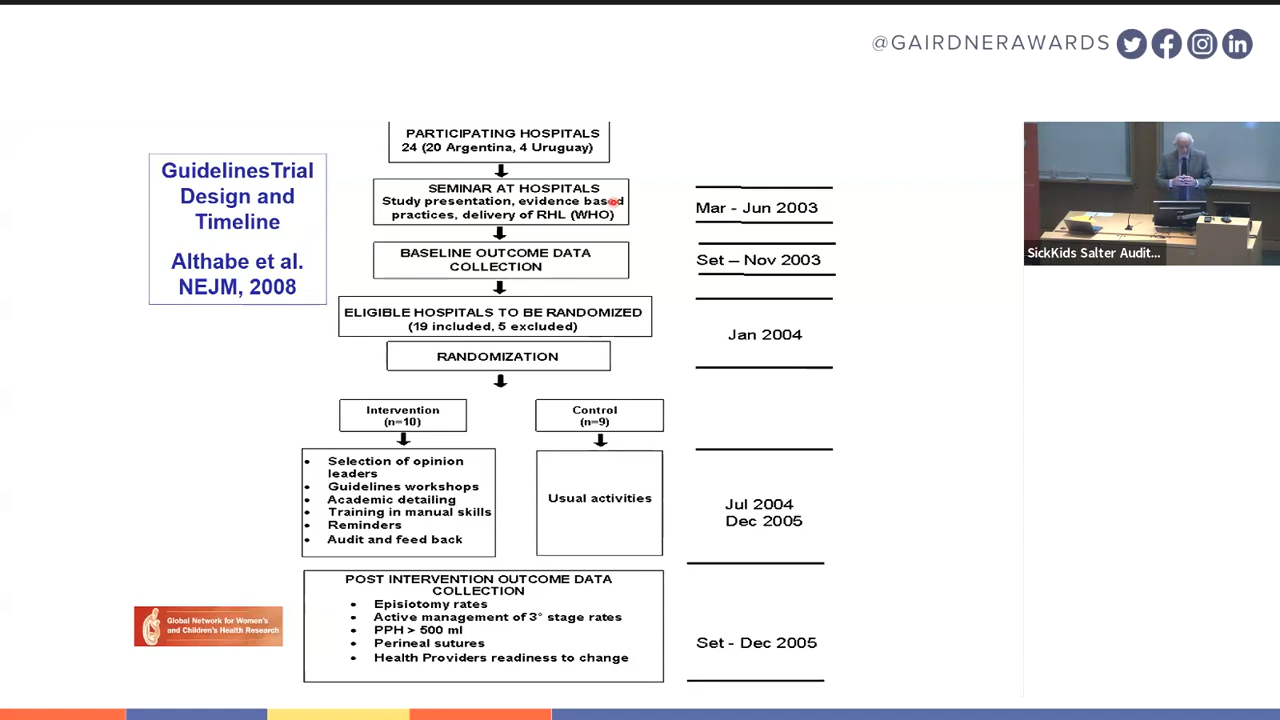 @GAIRDNERAWARDS
GuidelinesTrial
Design and
Timeline
Althabe et al.
NEJM, 2008
PARTICIPATING HOSPITALS
24 (20 Argentina, 4 Uruguay)
SEMINAR AT HOSPITALS
Study presentation, evidence based
practices, delivery of RHL (WHO)
Mar - Jun 2003
BASELINE OUTCOME DATA
COLLECTION
Set – Nov 2003
ELIGIBLE HOSPITALS TO BE RANDOMIZED
(19 included, 5 excluded)
Jan 2004
RANDOMIZATION
Intervention
(n=10)
Control
(n=9)
• Selection of opinion
leaders
• Guidelines workshops
• Academic detailing
• Training in manual skills
• Reminders
• Audit and feed back
Usual activities
Jul 2004
Dec 2005
POST INTERVENTION OUTCOME DATA
COLLECTION
• Episiotomy rates
• Active management of 3° stage rates
• PPH > 500 ml
• Perineal sutures
• Health Providers readiness to change
Set - Dec 2005
Global Network for Women's
and Children's Health Research
SickKids Salter Audit...